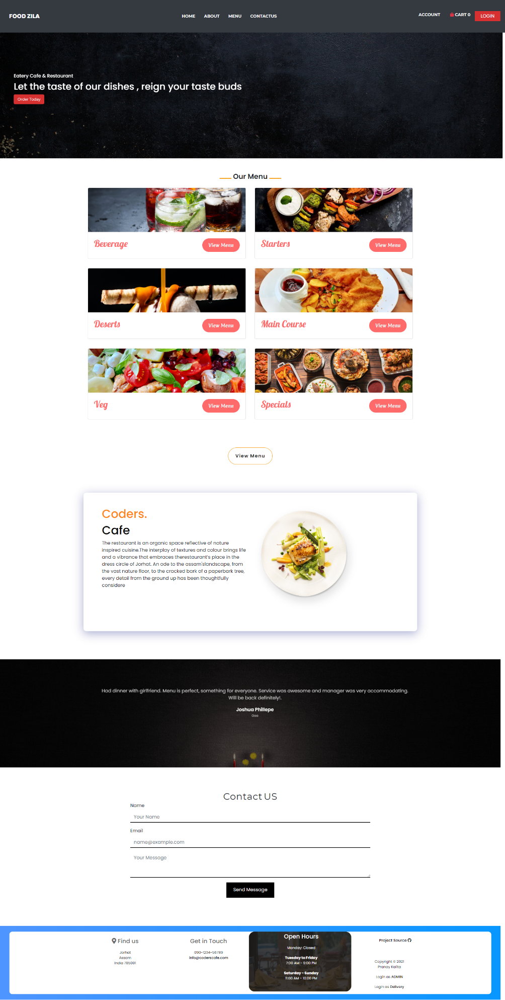 FOOD ZILA
HOME ABOUT MENU CONTACTUS
ACCOUNT CART 0 LOGIN
Eatery Cafe & Restaurant
Let the taste of our dishes , reign your taste buds
Order Today
Our Menu
Beverage View Menu
Starters View Menu
Deserts View Menu
Main Course View Menu
Veg View Menu
Specials View Menu
View Menu
Coders.
Cafe
The restaurant is an organic space reflective of nature
inspired cuisine.The interplay of textures and colour brings life
and a vibrance that embraces therestaurant's place in the
dress circle of Jorhat. An ode to the assam'slandscape, from
the vast nature floor, to the cracked bark of a paperbark tree,
every detail from the ground up has been thoughtfully
considere
Had dinner with girlfriend. Menu is perfect, something for everyone. Service was awesome and manager was very accommodating.
Will be back definitely!.
Joshua Phillepe
Goa
Contact US
Name
Your Name
Email
name@example.com
Your Message
Send Message
Find us
Jorhat
Assam
India 785001
Get in Touch
090-1234-56789
info@coderscafe.com
Open Hours
Monday: Closed
Tuesday to Friday
7:00 AM - 9:00 PM
Saturday - Sunday
11:00 AM - 10:00 PM
Project Source
Copyright © 2021
Pranay Kalita
Login as ADMIN
Login as Delivery